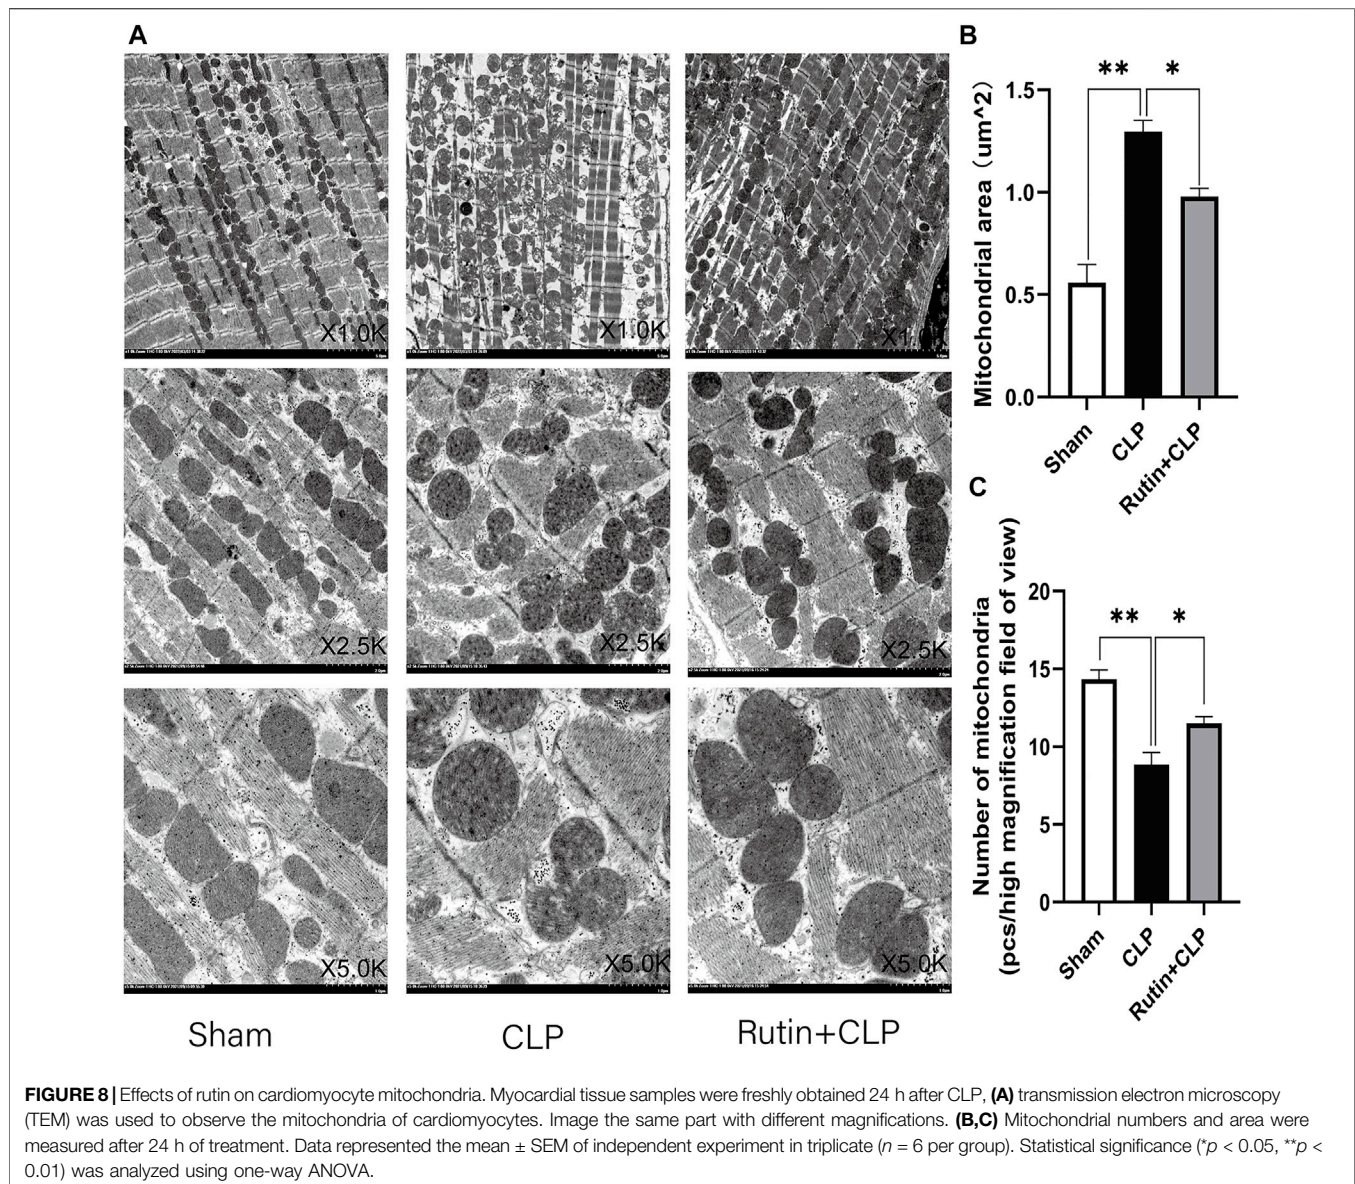 A
X1.0K
X1.0K
X1.0
X2.5K
X2.5K
X2.5K
X5.0K
X5.0K
X5.0K
Sham
CLP
Rutin+CLP
B
Mitochondrial area (um^2)
1.5
1.0
0.5
0.0
** *
Sham
CLP
Rutin+CLP
C
Number of mitochondria
(pcs/high magnification field of view)
20
15
10
5
0
** *
Sham
CLP
Rutin+CLP
FIGURE 8 | Effects of rutin on cardiomyocyte mitochondria. Myocardial tissue samples were freshly obtained 24 h after CLP, (A) transmission electron microscopy
(TEM) was used to observe the mitochondria of cardiomyocytes. Image the same part with different magnifications. (B,C) Mitochondrial numbers and area were
measured after 24 h of treatment. Data represented the mean ± SEM of independent experiment in triplicate (n = 6 per group). Statistical significance (*p < 0.05, **p <
0.01) was analyzed using one-way ANOVA.